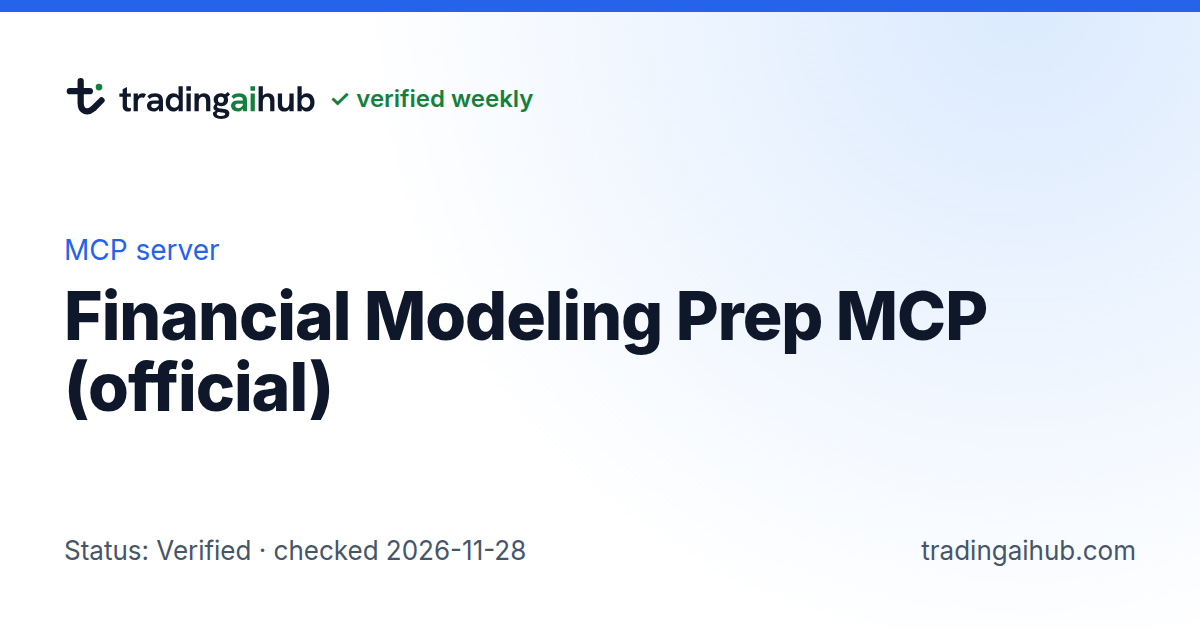 tradingaihub ✓ verified weekly
MCP server
Financial Modeling Prep MCP
(official)
Status: Verified · checked 2026-11-28
tradingaihub.com